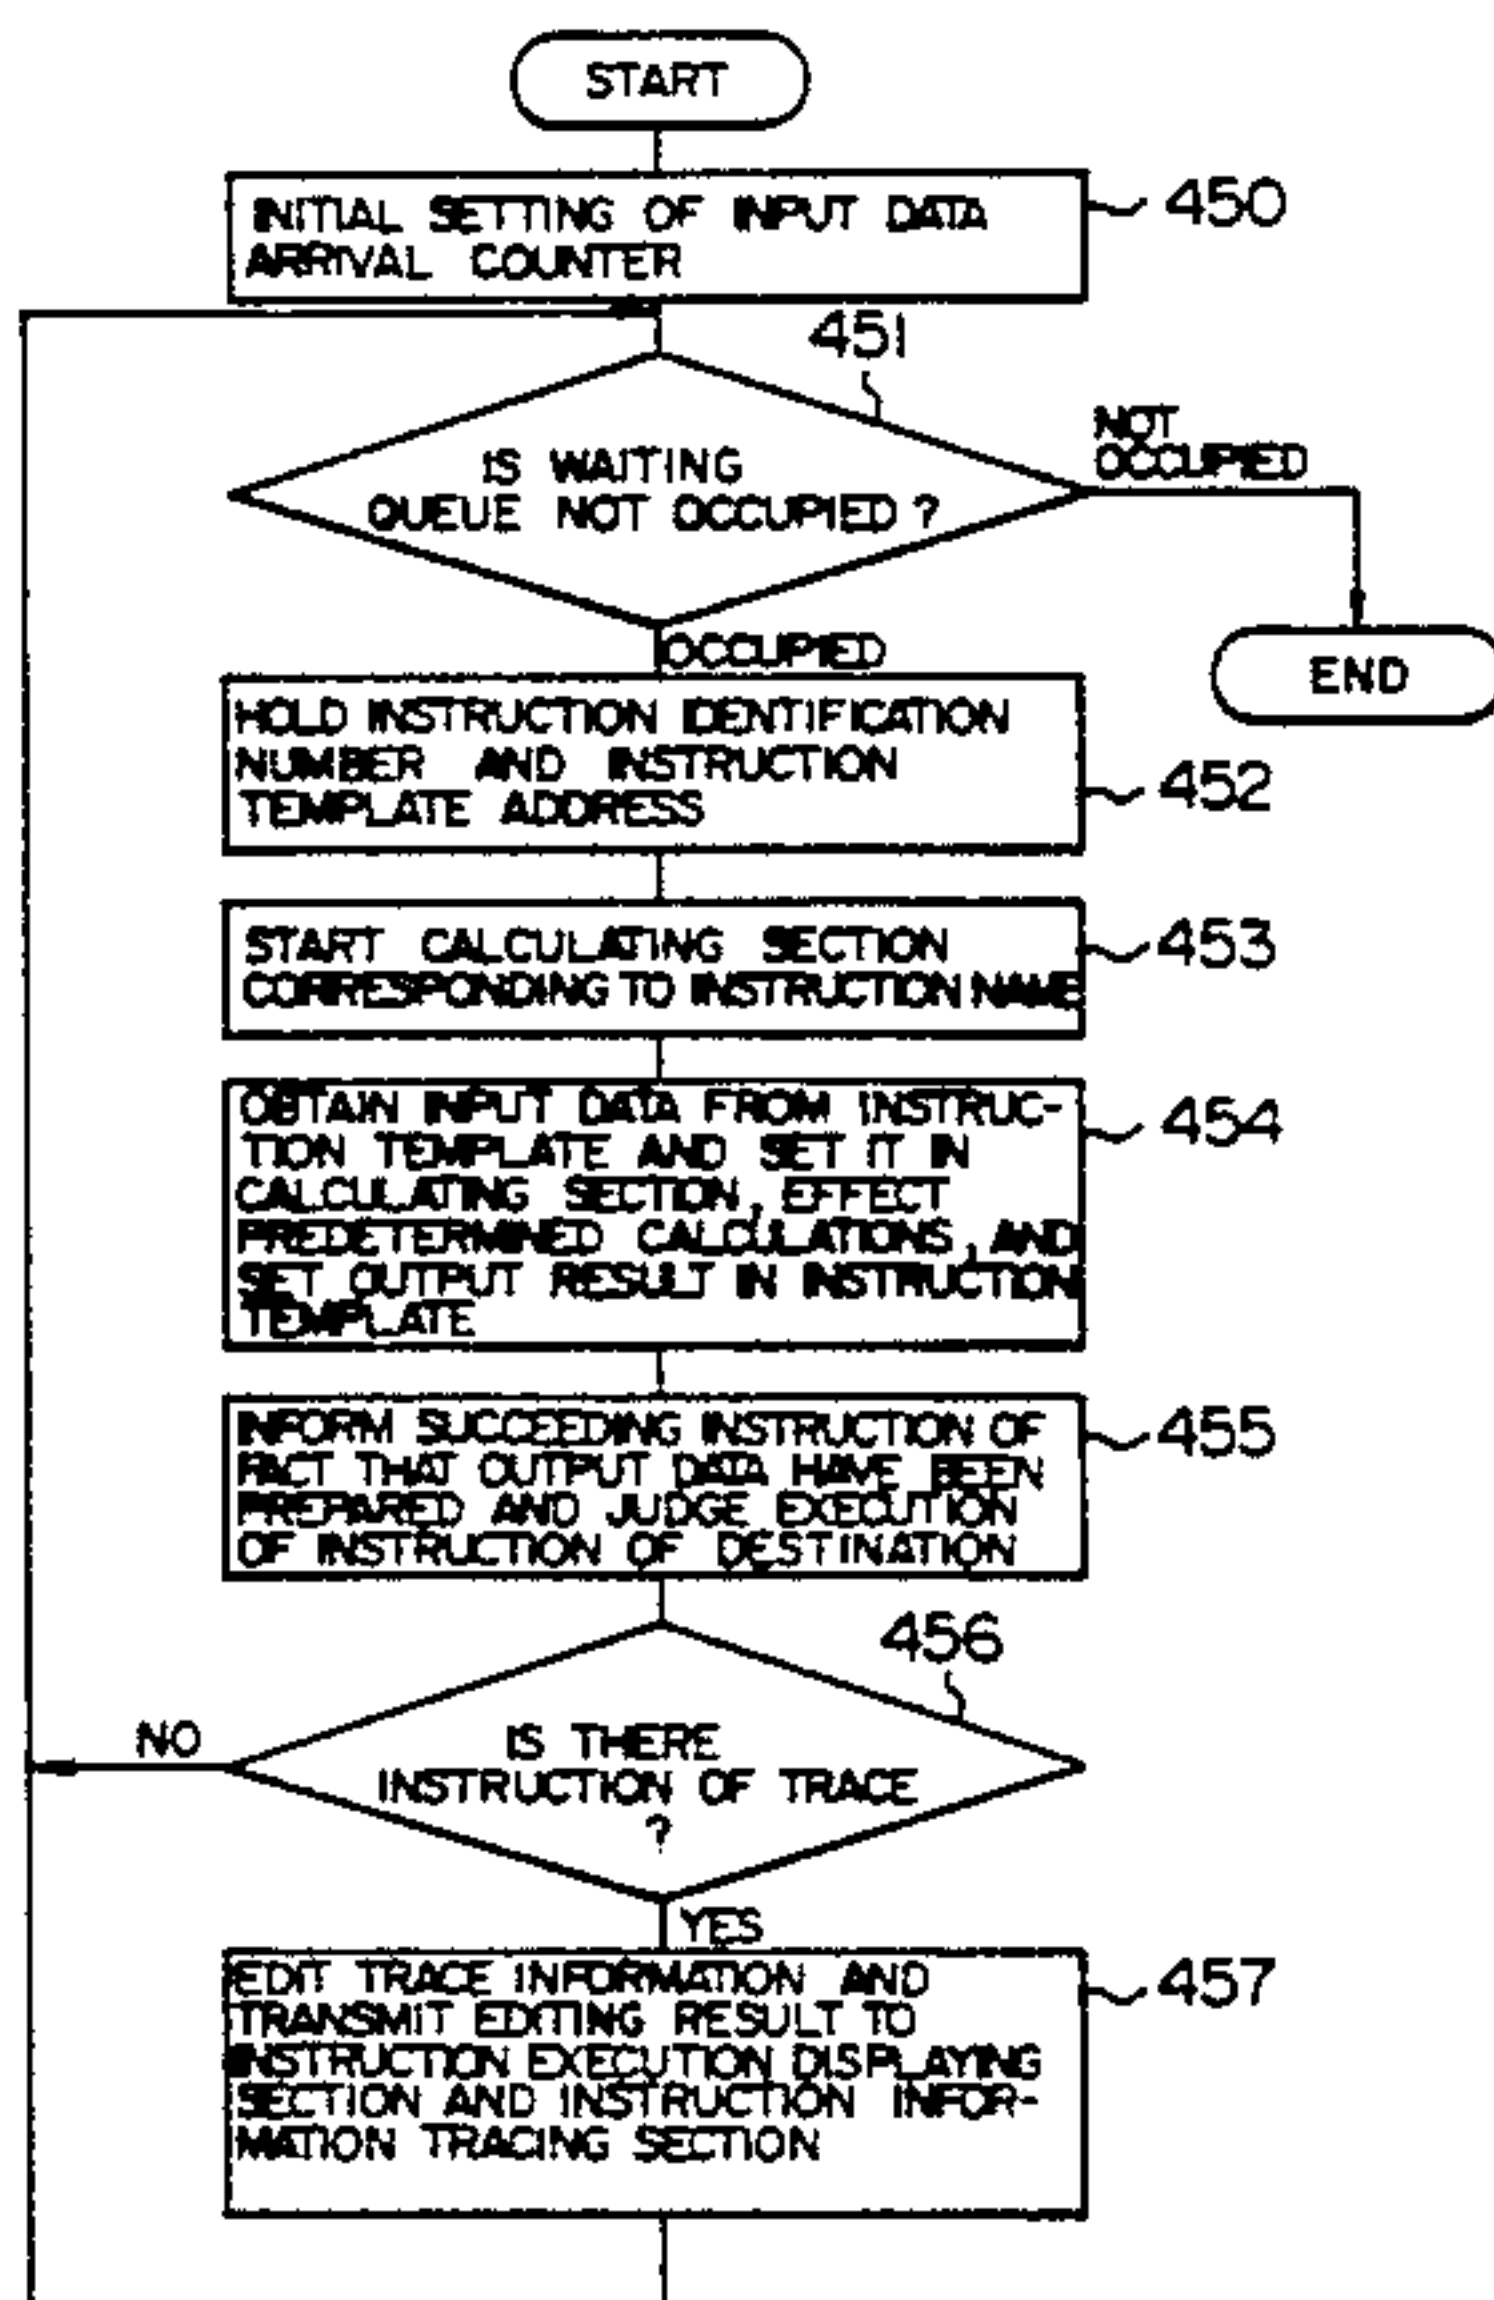 START
INITIAL SETTING OF INPUT DATA
ARRIVAL COUNTER
450
451
IS WAITING
QUEUE NOT OCCUPIED ?
NOT
OCCUPIED
END
OCCUPIED
HOLD INSTRUCTION IDENTIFICATION
NUMBER AND INSTRUCTION
TEMPLATE ADDRESS
452
START CALCULATING SECTION
CORRESPONDING TO INSTRUCTION NAME
453
OBTAIN INPUT DATA FROM INSTRUC-
TION TEMPLATE AND SET IT IN
CALCULATING SECTION, EFFECT
PREDETERMINED CALCULATIONS, AND
SET OUTPUT RESULT IN INSTRUCTION
TEMPLATE
454
INFORM SUCCEEDING INSTRUCTION OF
FACT THAT OUTPUT DATA HAVE BEEN
PREPARED AND JUDGE EXECUTION
OF INSTRUCTION OF DESTINATION
455
456
IS THERE
INSTRUCTION OF TRACE
?
NO
YES
EDIT TRACE INFORMATION AND
TRANSMIT EDITING RESULT TO
INSTRUCTION EXECUTION DISPLAYING
SECTION AND INSTRUCTION INFOR-
MATION TRACING SECTION
457